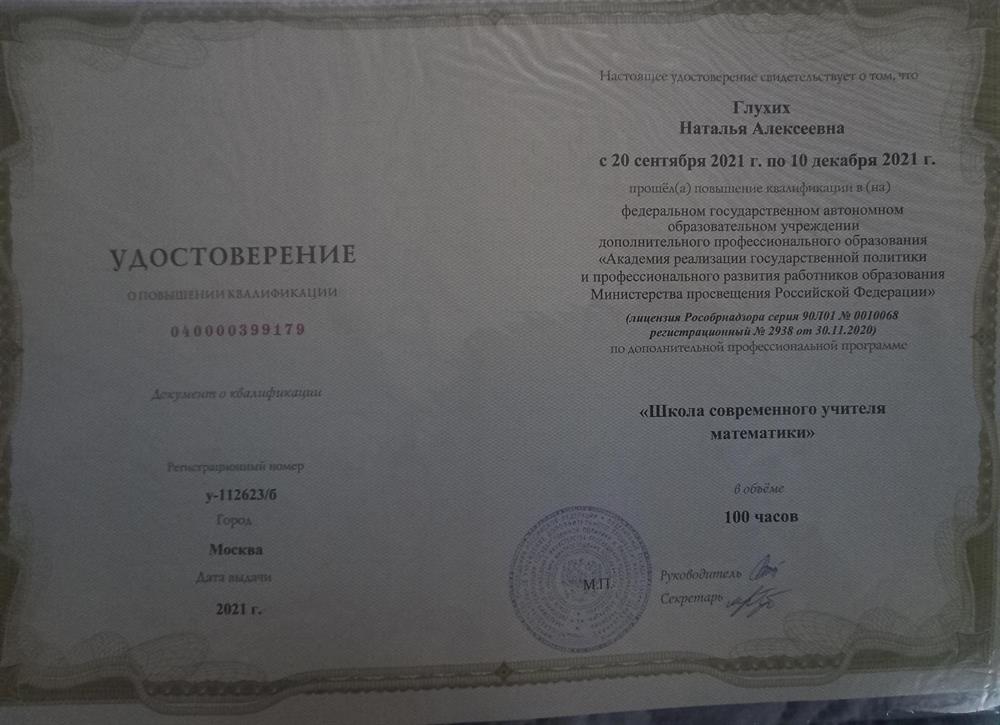 УДОСТОВЕРЕНИЕ
О ПОВЫШЕНИИ КВАЛИФИКАЦИИ
040000399179
Документ о квалификации
Регистрационный номер
у-112623/б
Город
Москва
Дата выдачи
2021 г.
Настоящее удостоверение свидетельствует о том, что
Глухих
Наталья Алексеевна
с 20 сентября 2021 г. по 10 декабря 2021 г.
прошёл(а) повышение квалификации в (на)
федеральном государственном автономном
образовательном учреждении
дополнительного профессионального образования
«Академия реализации государственной политики
и профессионального развития работников образования
Министерства просвещения Российской Федерации»
(лицензия Рособрнадзора серия 90Л01 № 0010068
регистрационный № 2938 от 30.11.2020)
по дополнительной профессиональной программе
«Школа современного учителя
математики»
в объёме
100 часов
М.П.
Руководитель
Секретарь